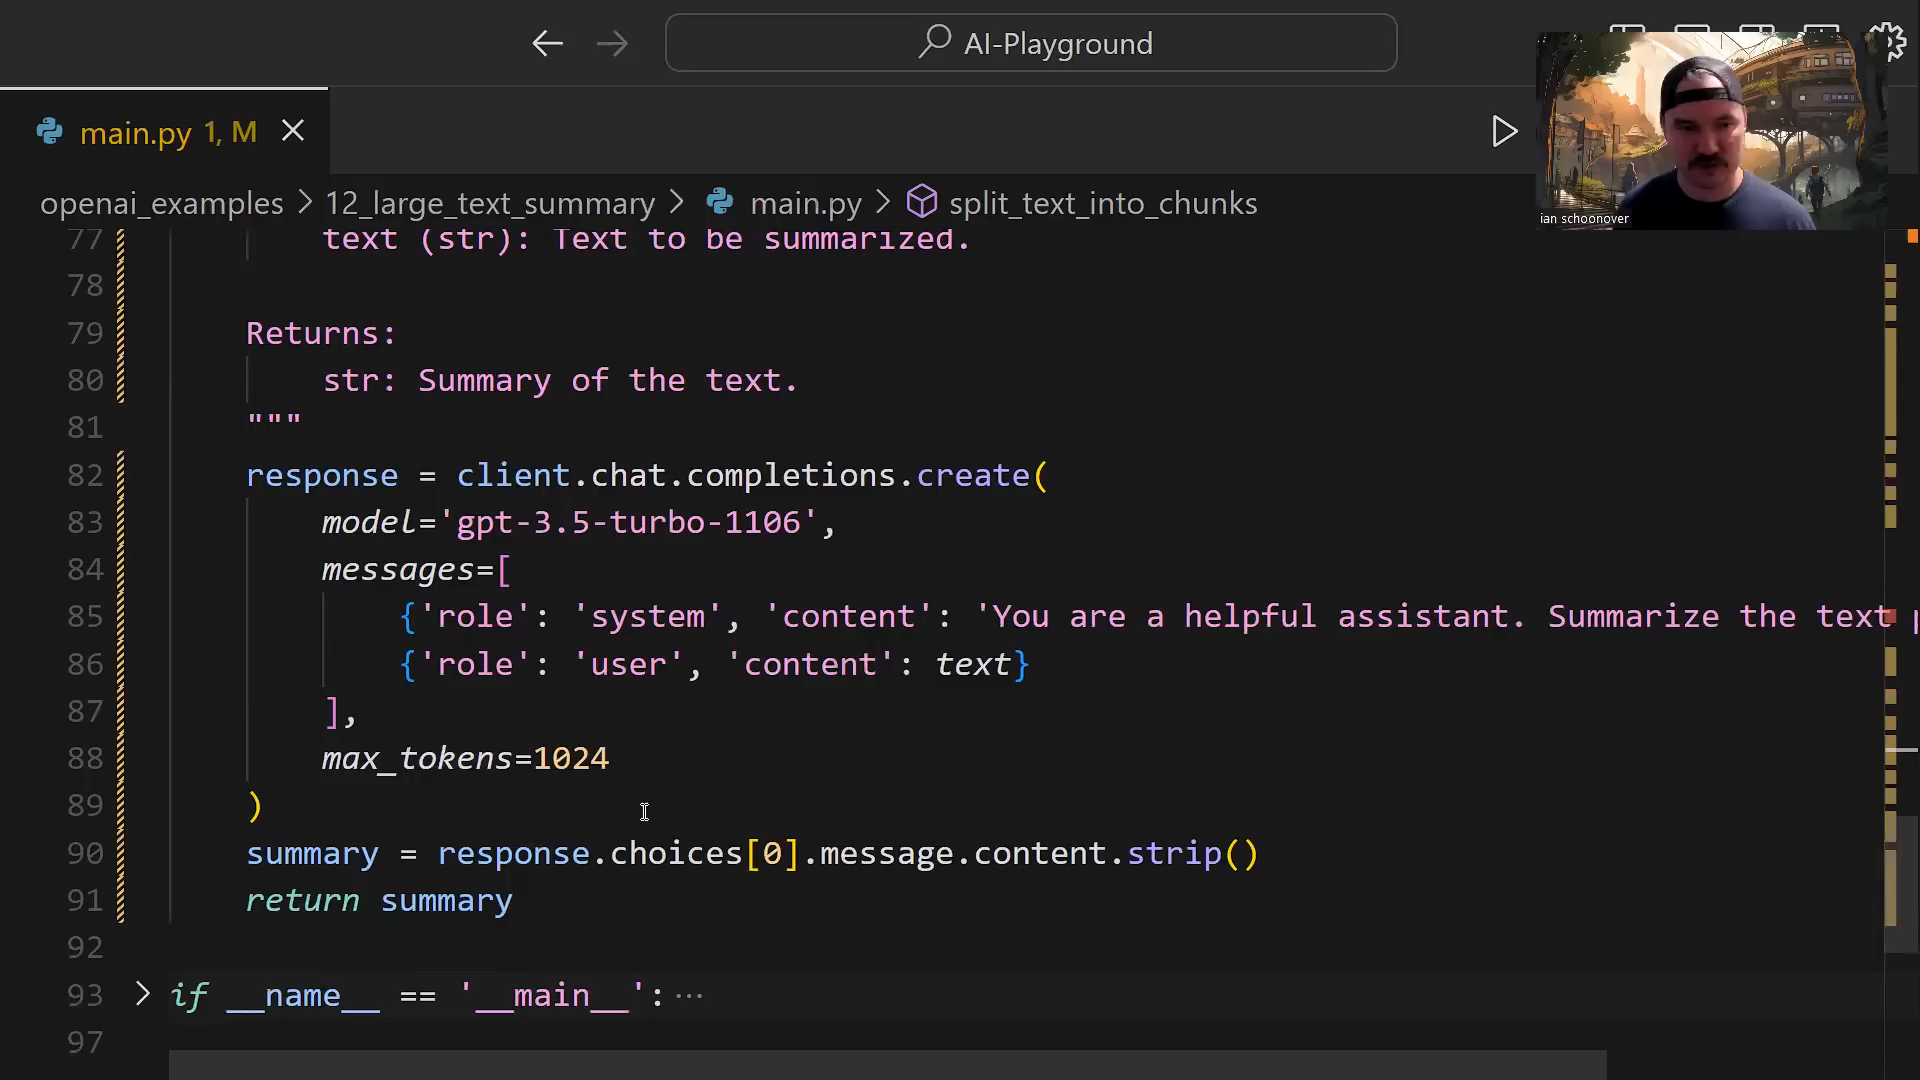 AI-Playground
main.py 1, M
openai_examples > 12_large_text_summary > main.py > split_text_into_chunks
ian schoonover
77 text (str): Text to be summarized.
78
79 Returns:
80 str: Summary of the text.
81 """
82 response = client.chat.completions.create(
83 model='gpt-3.5-turbo-1106',
84 messages=[
85 {'role': 'system', 'content': 'You are a helpful assistant. Summarize the text p
86 {'role': 'user', 'content': text}
87 ],
88 max_tokens=1024
89 )
90 summary = response.choices[0].message.content.strip()
91 return summary
92
93 if __name__ == '__main__': ···
97